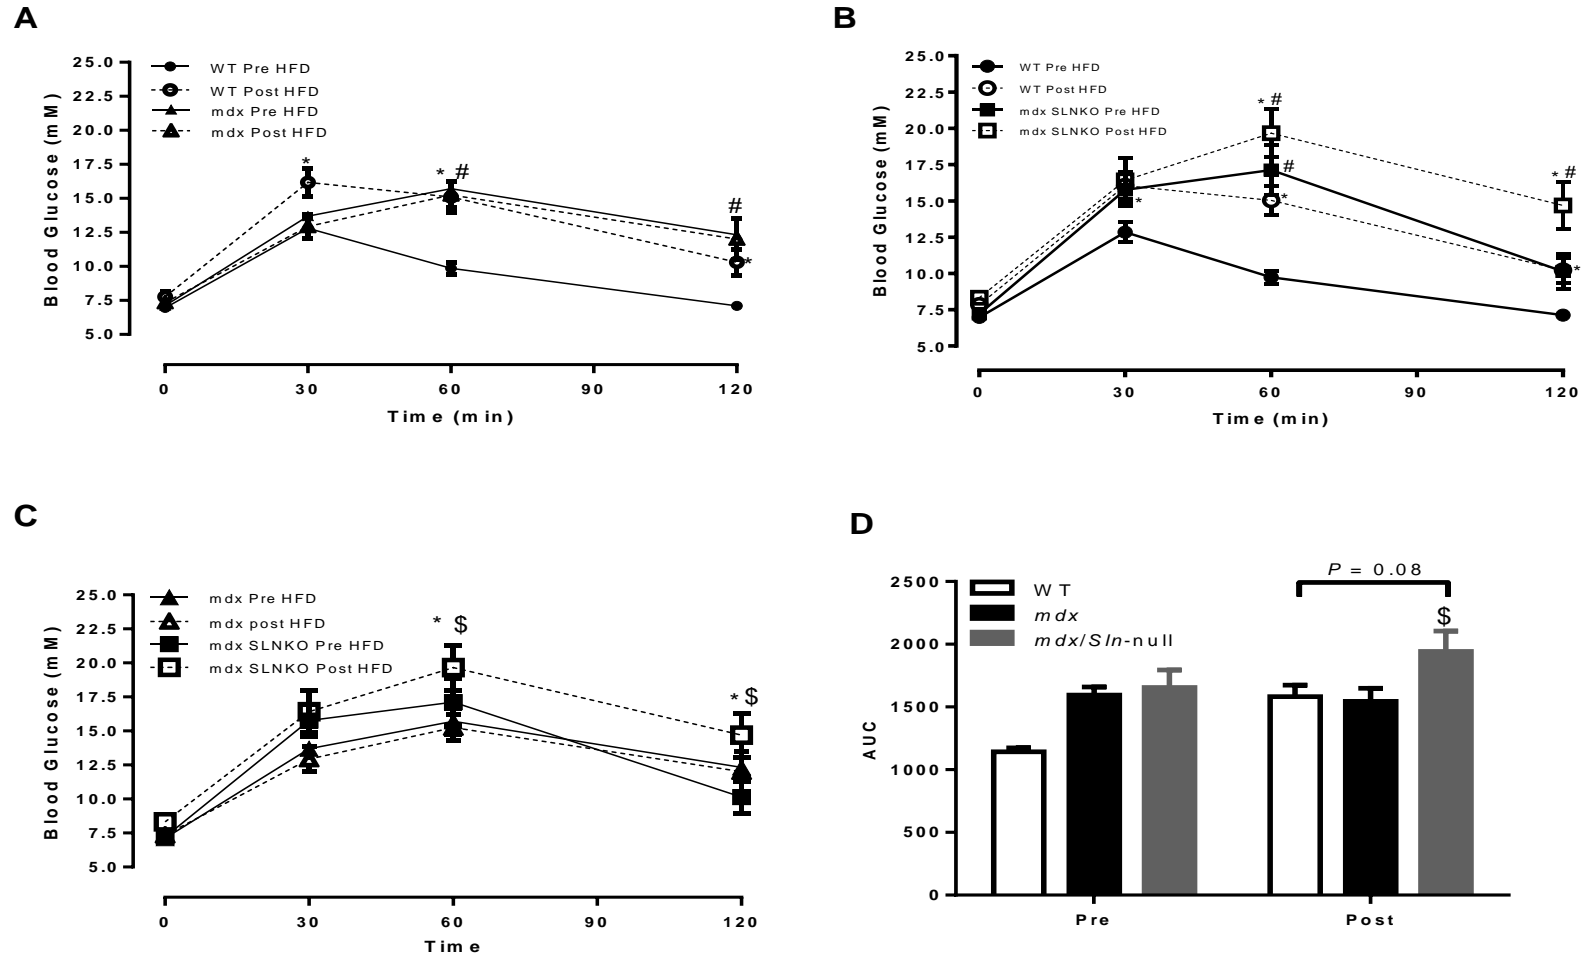 A
Blood Glucose (mM)
25.0
22.5
20.0
17.5
15.0
12.5
10.0
7.5
5.0
WT Pre HFD
WT Post HFD
mdx Pre HFD
mdx Post HFD
*
* #
#
*
0 30 60 90 120
Time (min)
B
Blood Glucose (mM)
25.0
22.5
20.0
17.5
15.0
12.5
10.0
7.5
5.0
WT Pre HFD
WT Post HFD
mdx SLNKO Pre HFD
mdx SLNKO Post HFD
* #
#
*
*
* #
*
0 30 60 90 120
Time (min)
C
Blood Glucose (mM)
25.0
22.5
20.0
17.5
15.0
12.5
10.0
7.5
5.0
mdx Pre HFD
mdx post HFD
mdx SLNKO Pre HFD
mdx SLNKO Post HFD
* $
* $
0 30 60 90 120
Time
D
AUC
2500
2000
1500
1000
500
0
WT
mdx
mdx/Sln-null
P = 0.08
$
Pre Post